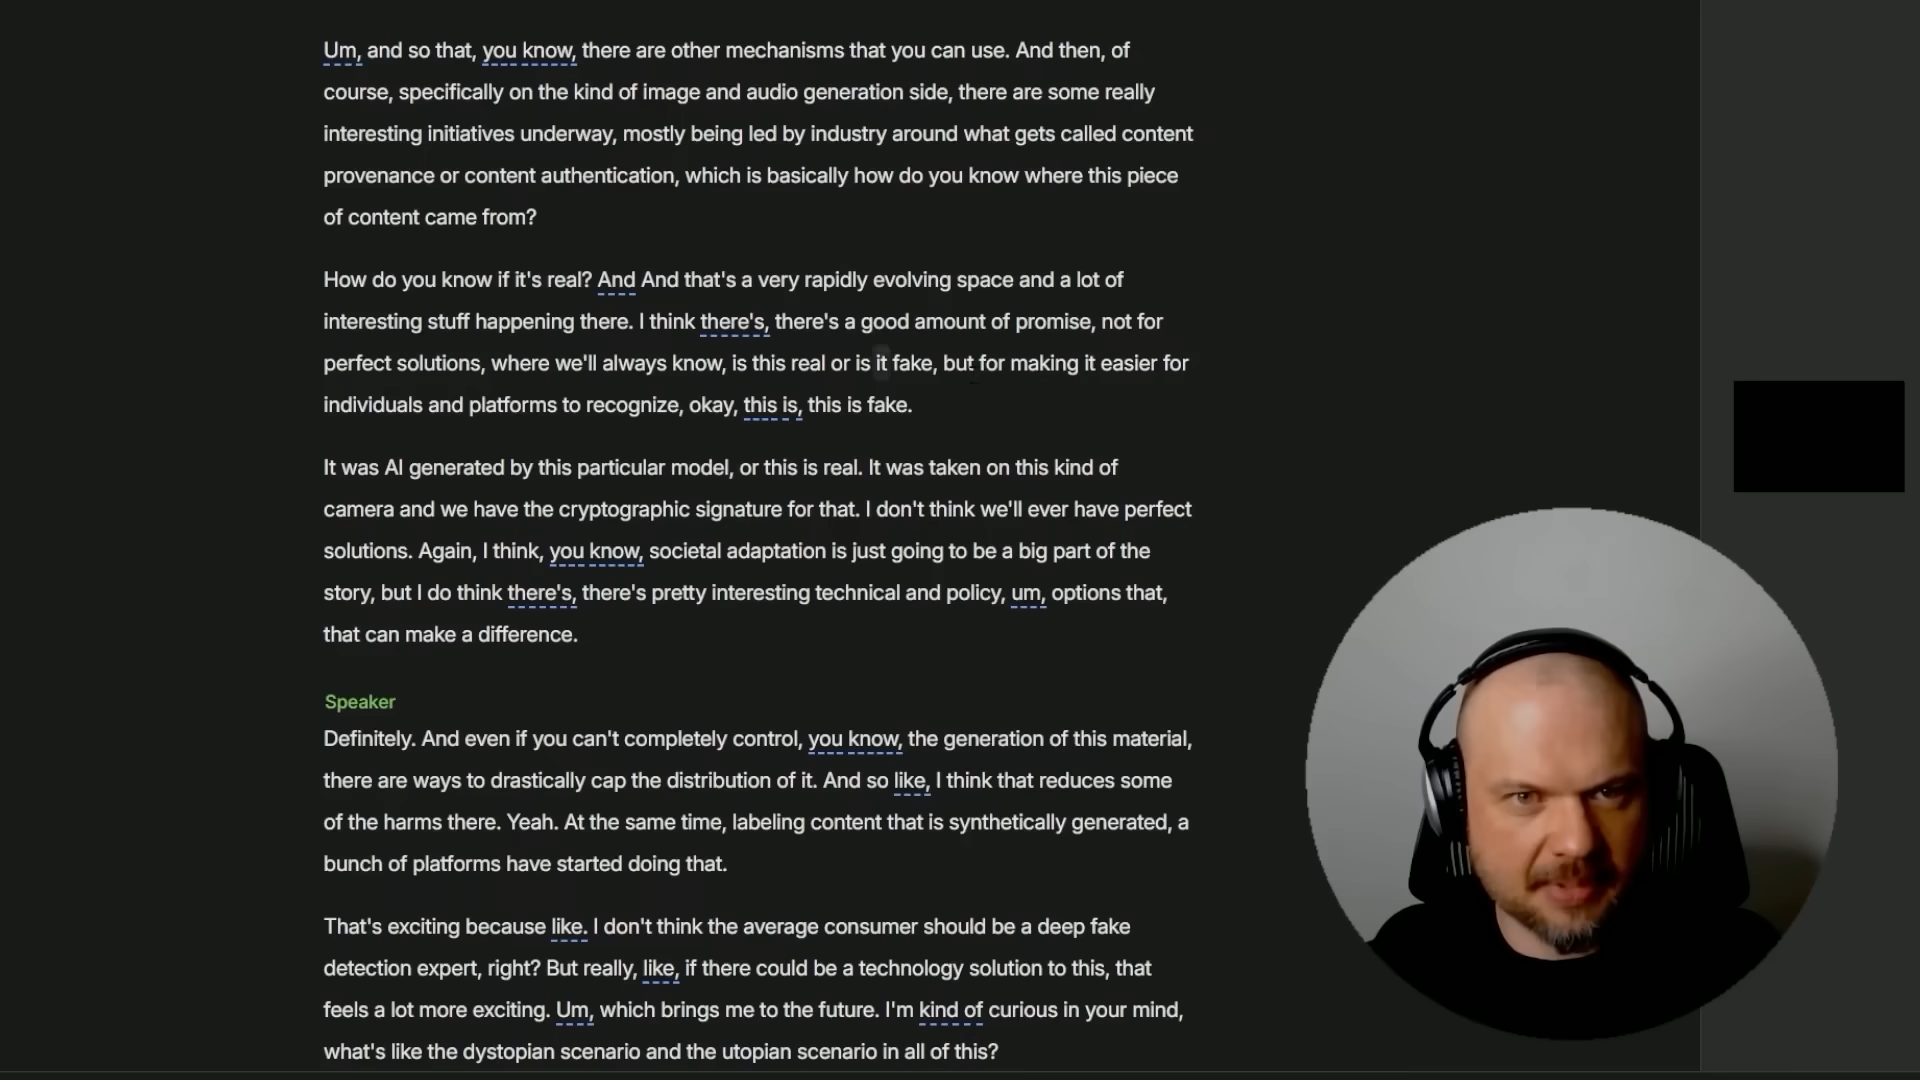 Um, and so that, you know, there are other mechanisms that you can use. And then, of
course, specifically on the kind of image and audio generation side, there are some really
interesting initiatives underway, mostly being led by industry around what gets called content
provenance or content authentication, which is basically how do you know where this piece
of content came from?
How do you know if it's real? And And that's a very rapidly evolving space and a lot of
interesting stuff happening there. I think there's, there's a good amount of promise, not for
perfect solutions, where we'll always know, is this real or is it fake, but for making it easier for
individuals and platforms to recognize, okay, this is, this is fake.
It was AI generated by this particular model, or this is real. It was taken on this kind of
camera and we have the cryptographic signature for that. I don't think we'll ever have perfect
solutions. Again, I think, you know, societal adaptation is just going to be a big part of the
story, but I do think there's, there's pretty interesting technical and policy, um, options that,
that can make a difference.
Speaker
Definitely. And even if you can't completely control, you know, the generation of this material,
there are ways to drastically cap the distribution of it. And so like, I think that reduces some
of the harms there. Yeah. At the same time, labeling content that is synthetically generated, a
bunch of platforms have started doing that.
That's exciting because like. I don't think the average consumer should be a deep fake
detection expert, right? But really, like, if there could be a technology solution to this, that
feels a lot more exciting. Um, which brings me to the future. I'm kind of curious in your mind,
what's like the dystopian scenario and the utopian scenario in all of this?